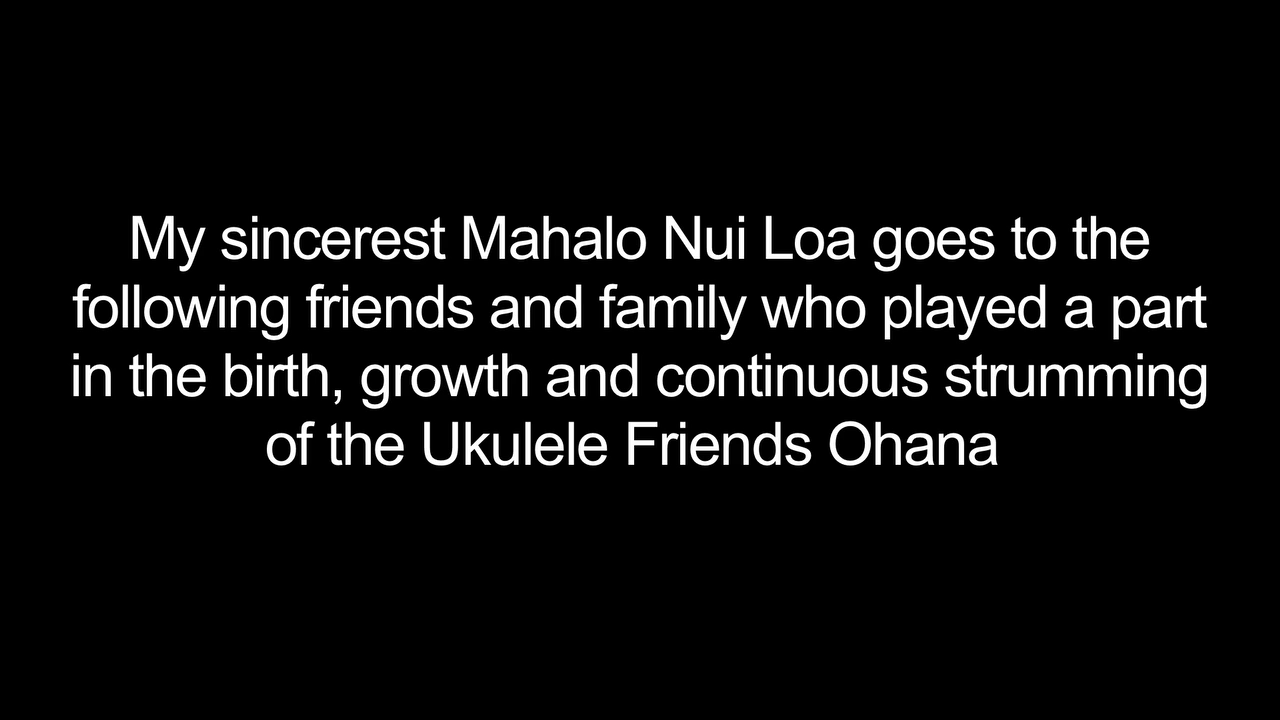 My sincerest Mahalo Nui Loa goes to the
following friends and family who played a part
in the birth, growth and continuous strumming
of the Ukulele Friends Ohana